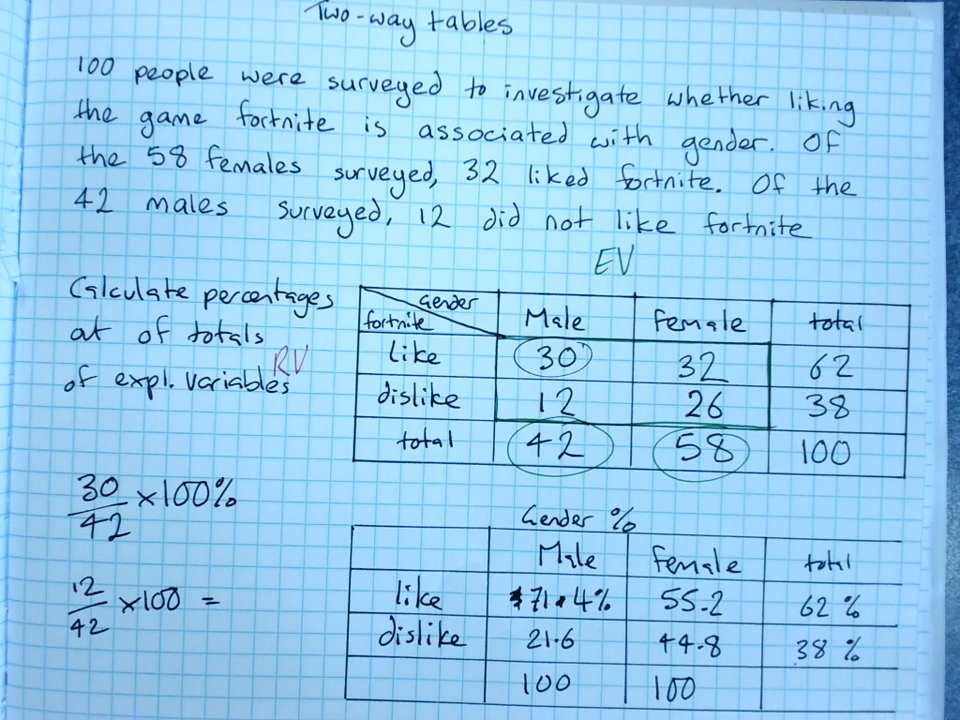 Two-way tables
100 people were surveyed to investigate whether liking
the game fortnite is associated with gender. Of
the 58 females surveyed, 32 liked fortnite. Of the
42 males surveyed, 12 did not like fortnite
EV
Calculate percentages
at of totals
of expl. variables
RV
Gender
fortnite Male Female total
like 30 32 62
dislike 12 26 38
total 42 58 100
30/42 ×100%
12/42 ×100 =
Gender %
Male Female total
like 71.4% 55.2 62 %
dislike 21.6 44.8 38 %
100 100